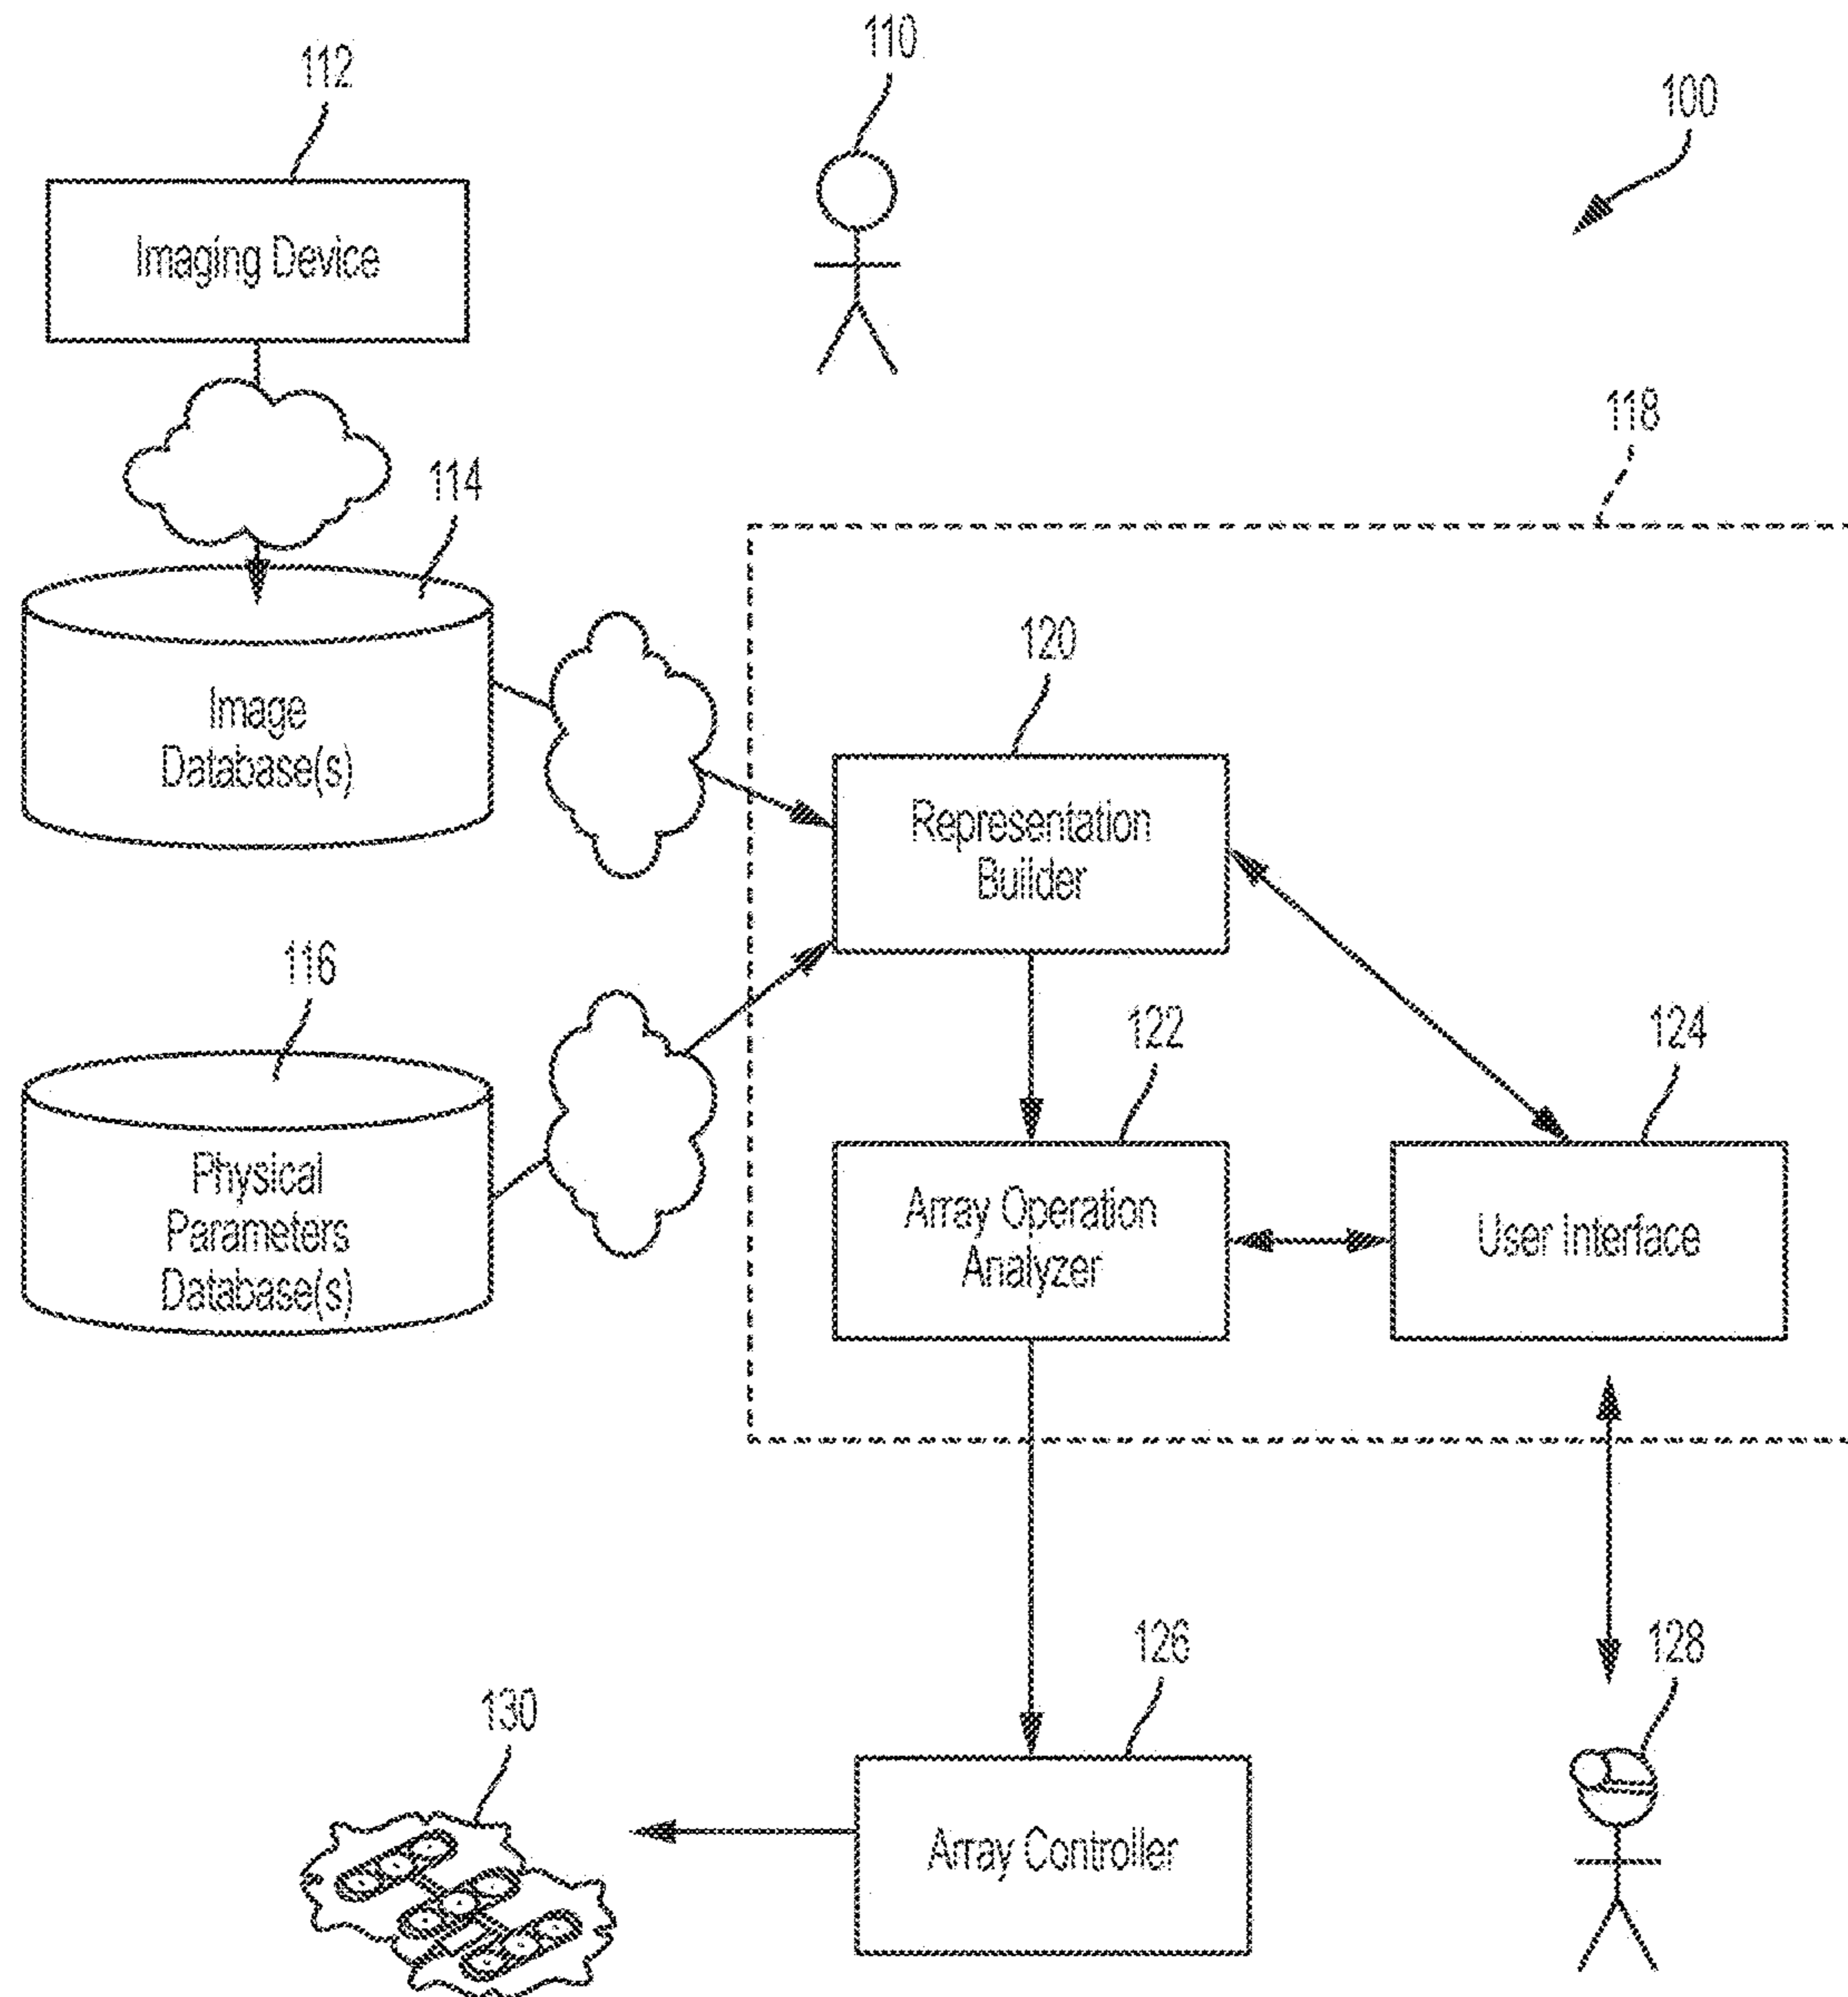 110
112
100
Imaging Device
118
114
120
Image
Database(s)
Representation
Builder
116
122
124
Physical
Parameters
Database(s)
Array Operation
Analyzer
User Interface
126
128
130
Array Controller